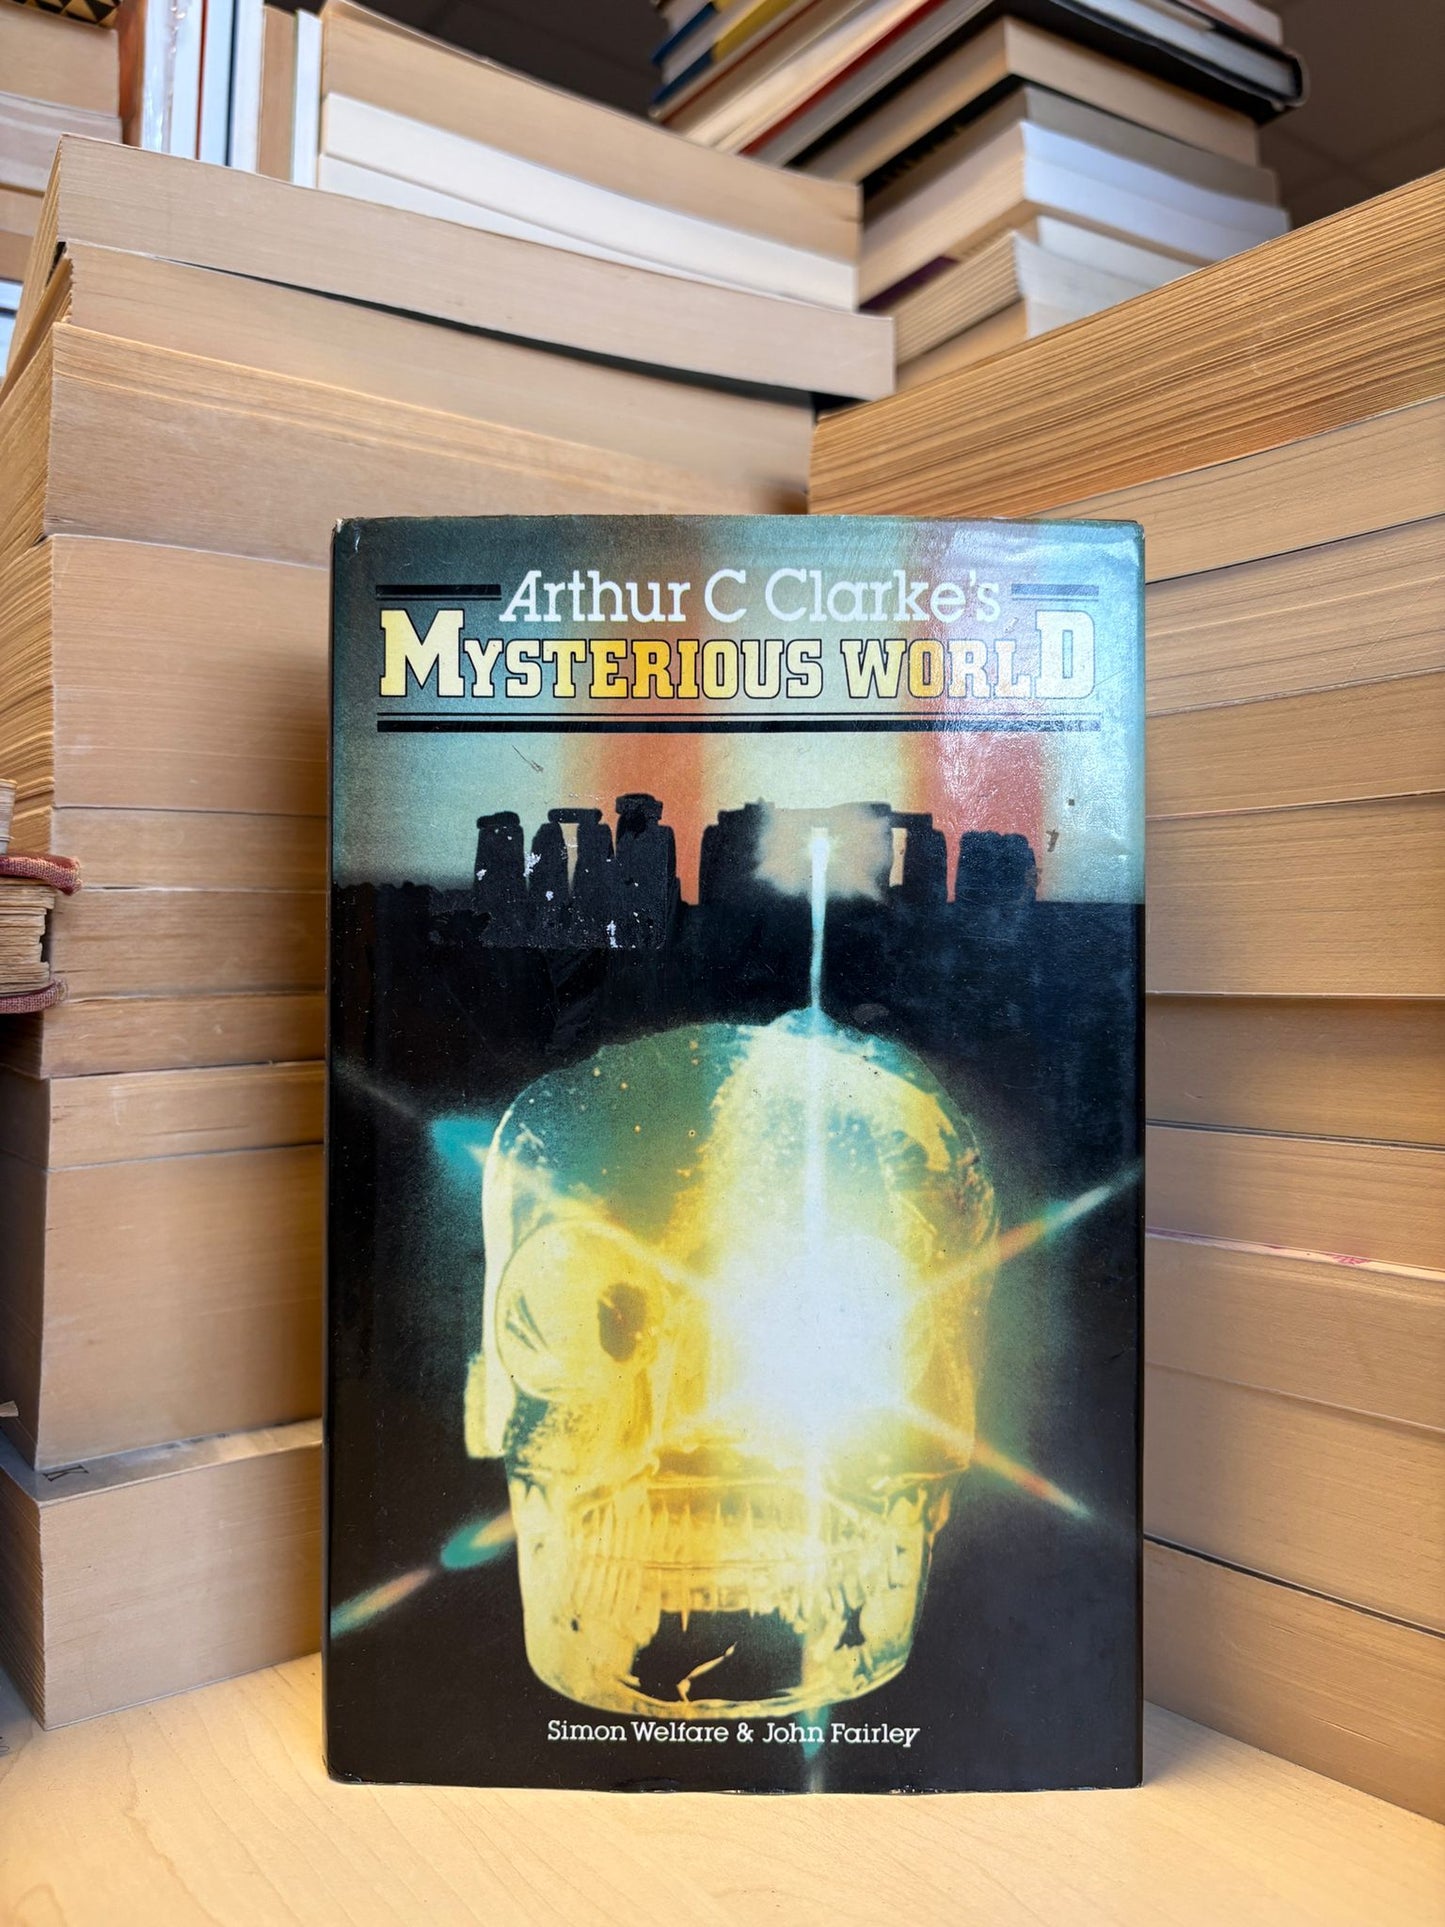 Arthur C Clarke's
MYSTERIOUS WORLD
Simon Welfare & John Fairley